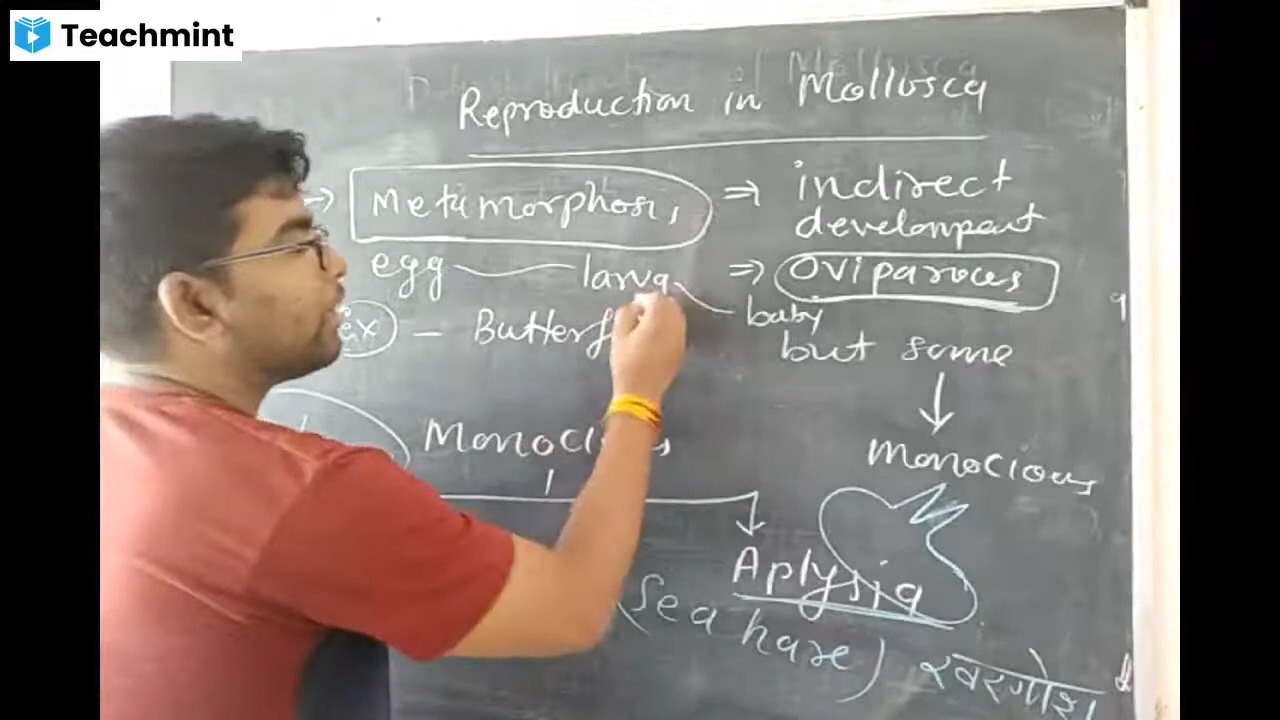 Teachmint
Reproduction in Mollusca
⇒ Metamorphosis ⇒ indirect
development
egg — larva ⇒ Oviparous
baby
ex — Butterf
but some
↓
Monocious
Aplysia
(Sea hare) खरगोश